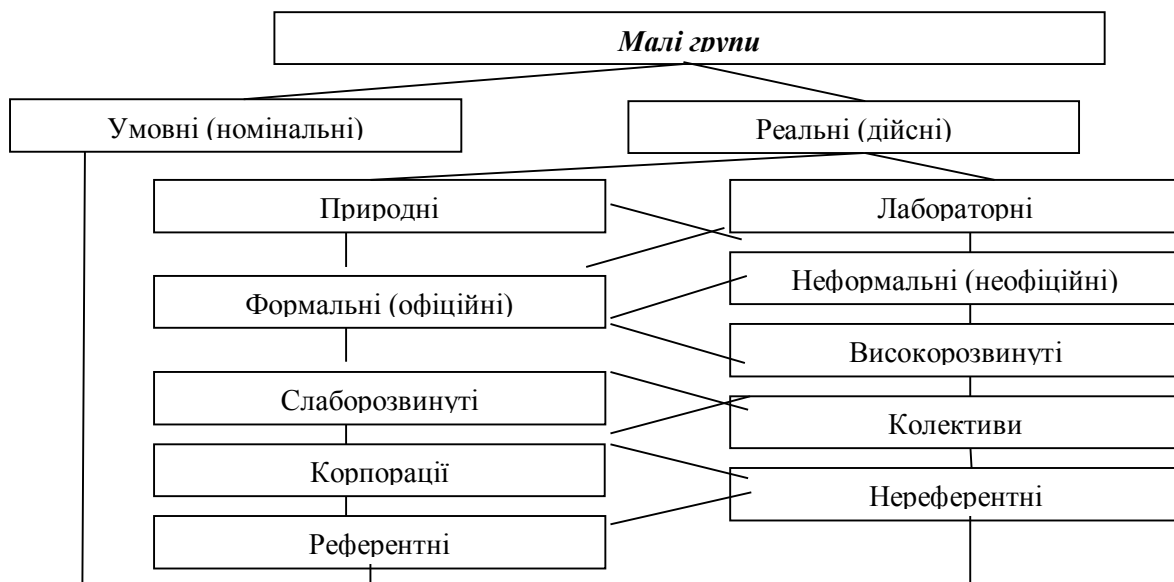 Малі групи
Умовні (номінальні)
Реальні (дійсні)
Природні
Лабораторні
Формальні (офіційні)
Неформальні (неофіційні)
Високорозвинуті
Слаборозвинуті
Колективи
Корпорації
Нереферентні
Референтні